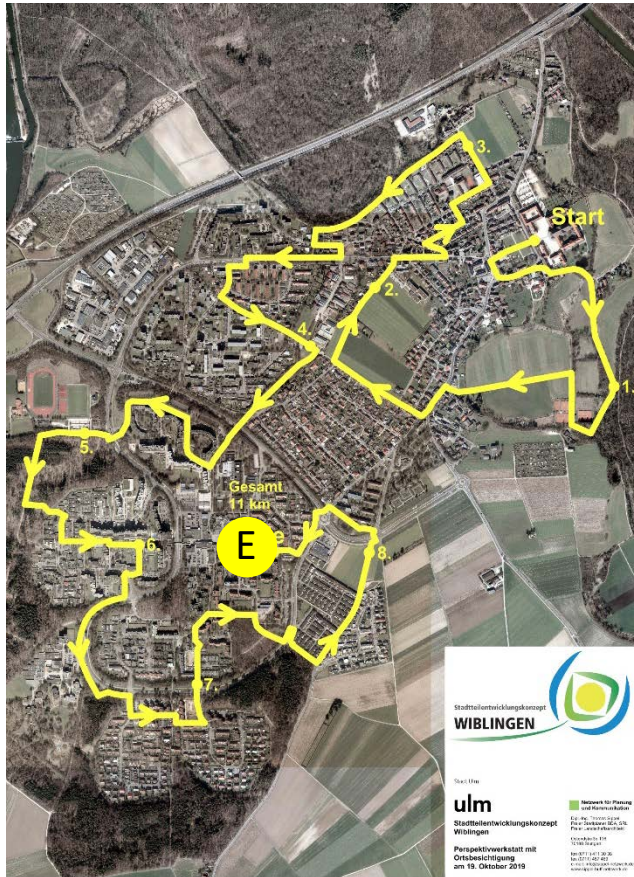 3.
Start
2.
4.
1.
5.
Gesamt
11 km
E
e
6.
8.
7.
Stadtteilentwicklungskonzept
WIBLINGEN
Stadt Ulm
ulm
Stadtteilentwicklungskonzept
Wiblingen
Perspektivwerkstatt mit
Ortsbesichtigung
am 19. Oktober 2019
Netzwerk für Planung
und Kommunikation